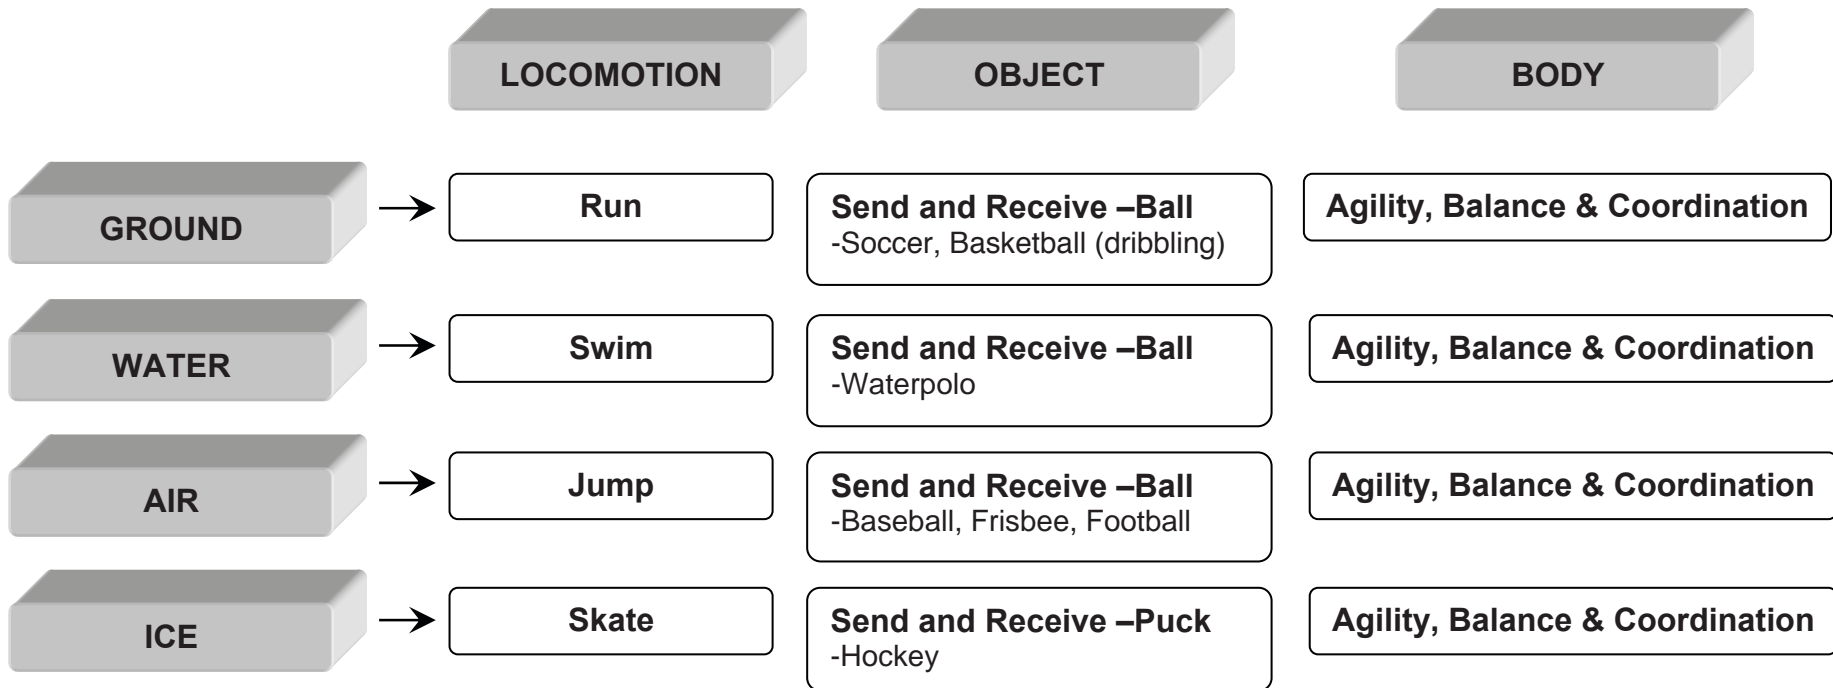 LOCOMOTION
OBJECT
BODY
GROUND
Run
Send and Receive –Ball
-Soccer, Basketball (dribbling)
Agility, Balance & Coordination
WATER
Swim
Send and Receive –Ball
-Waterpolo
Agility, Balance & Coordination
AIR
Jump
Send and Receive –Ball
-Baseball, Frisbee, Football
Agility, Balance & Coordination
ICE
Skate
Send and Receive –Puck
-Hockey
Agility, Balance & Coordination